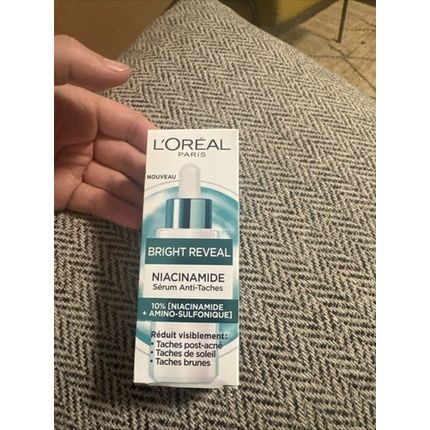 L'ORÉAL
PARIS
NOUVEAU
BRIGHT REVEAL
NIACINAMIDE
Sérum Anti-Taches
10% [NIACINAMIDE
+ AMINO-SULFONIQUE]
Réduit visiblement:
• Taches post-acné
• Taches de soleil
• Taches brunes